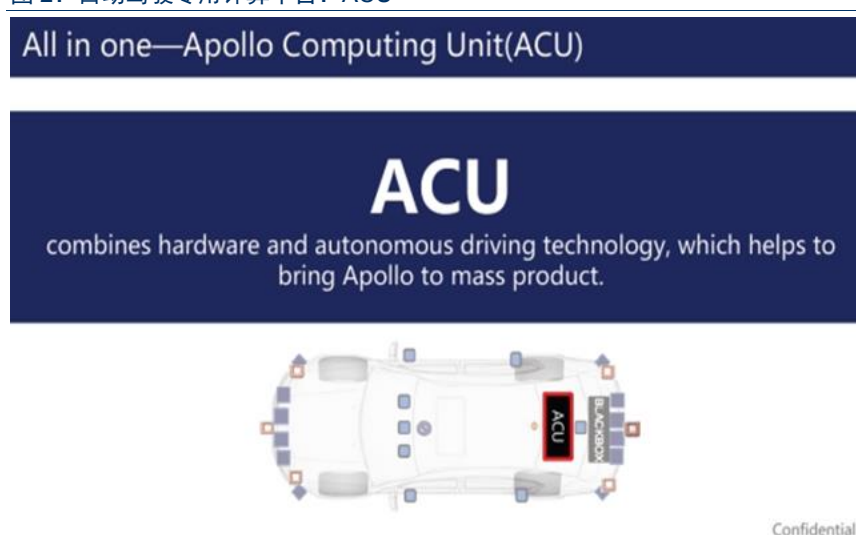 All in one—Apollo Computing Unit(ACU)
ACU
combines hardware and autonomous driving technology, which helps to
bring Apollo to mass product.
ACU
BLACKBOX
Confidential